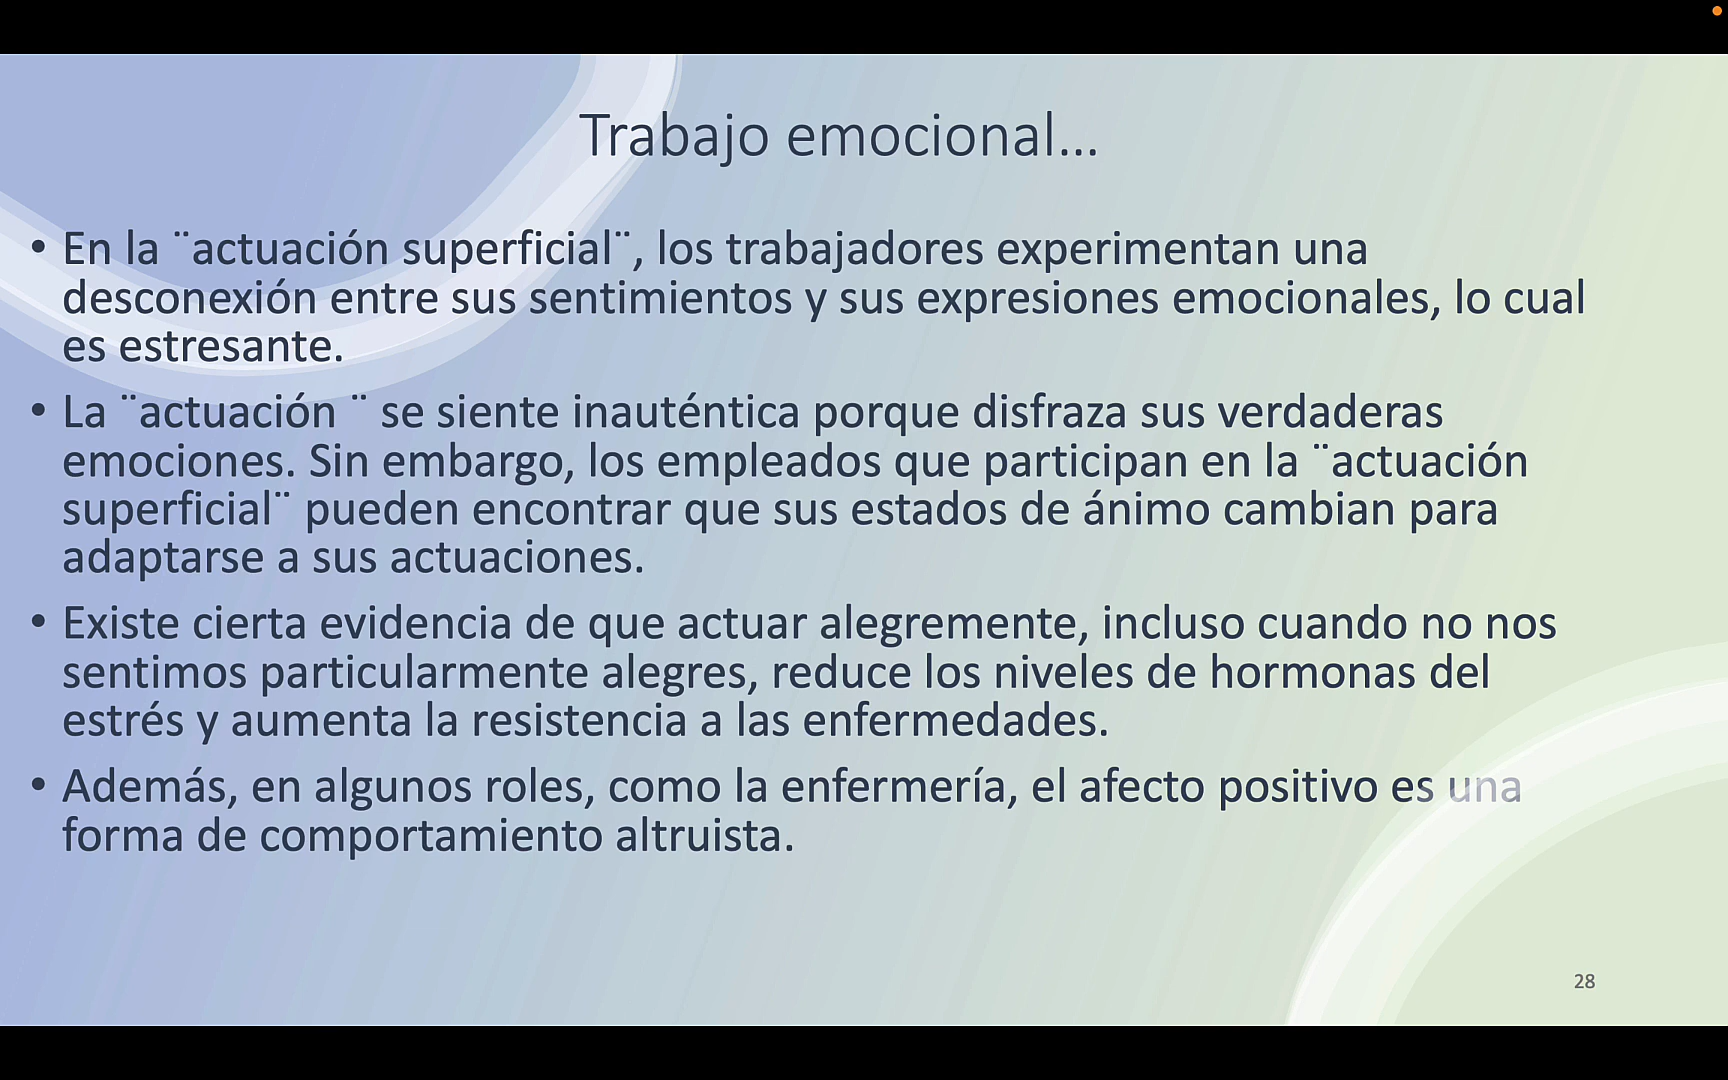 Trabajo emocional...
• En la ¨actuación superficial¨, los trabajadores experimentan una
desconexión entre sus sentimientos y sus expresiones emocionales, lo cual
es estresante.
• La ¨actuación ¨ se siente inauténtica porque disfraza sus verdaderas
emociones. Sin embargo, los empleados que participan en la ¨actuación
superficial¨ pueden encontrar que sus estados de ánimo cambian para
adaptarse a sus actuaciones.
• Existe cierta evidencia de que actuar alegremente, incluso cuando no nos
sentimos particularmente alegres, reduce los niveles de hormonas del
estrés y aumenta la resistencia a las enfermedades.
• Además, en algunos roles, como la enfermería, el afecto positivo es una
forma de comportamiento altruista.
28